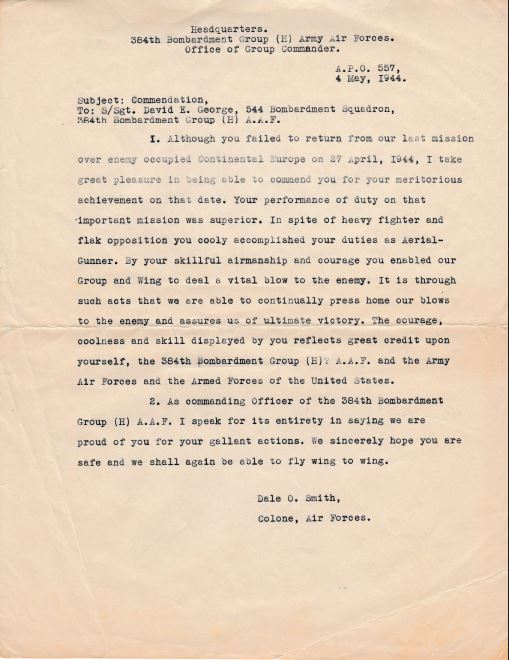 Headquarters.
384th Bombardment Group (H) Army Air Forces.
Office of Group Commander.
A.P.O. 557,
4 May, 1944.
Subject: Commendation,
To: S/Sgt. David E. George, 544 Bombardment Squadron,
384th Bombardment Group (H) A.A.F.
1. Although you failed to return from our last mission
over enemy occupied Continental Europe on 27 April, 1944, I take
great pleasure in being able to commend you for your meritorious
achievement on that date. Your performance of duty on that
important mission was superior. In spite of heavy fighter and
flak opposition you cooly accomplished your duties as Aerial-
Gunner. By your skillful airmanship and courage you enabled our
Group and Wing to deal a vital blow to the enemy. It is through
such acts that we are able to continually press home our blows
to the enemy and assures us of ultimate victory. The courage,
coolness and skill displayed by you reflects great credit upon
yourself, the 384th Bombardment Group (H)? A.A.F. and the Army
Air Forces and the Armed Forces of the United States.
2. As commanding Officer of the 384th Bombardment
Group (H) A.A.F. I speak for its entirety in saying we are
proud of you for your gallant actions. We sincerely hope you are
safe and we shall again be able to fly wing to wing.
Dale O. Smith,
Colone, Air Forces.